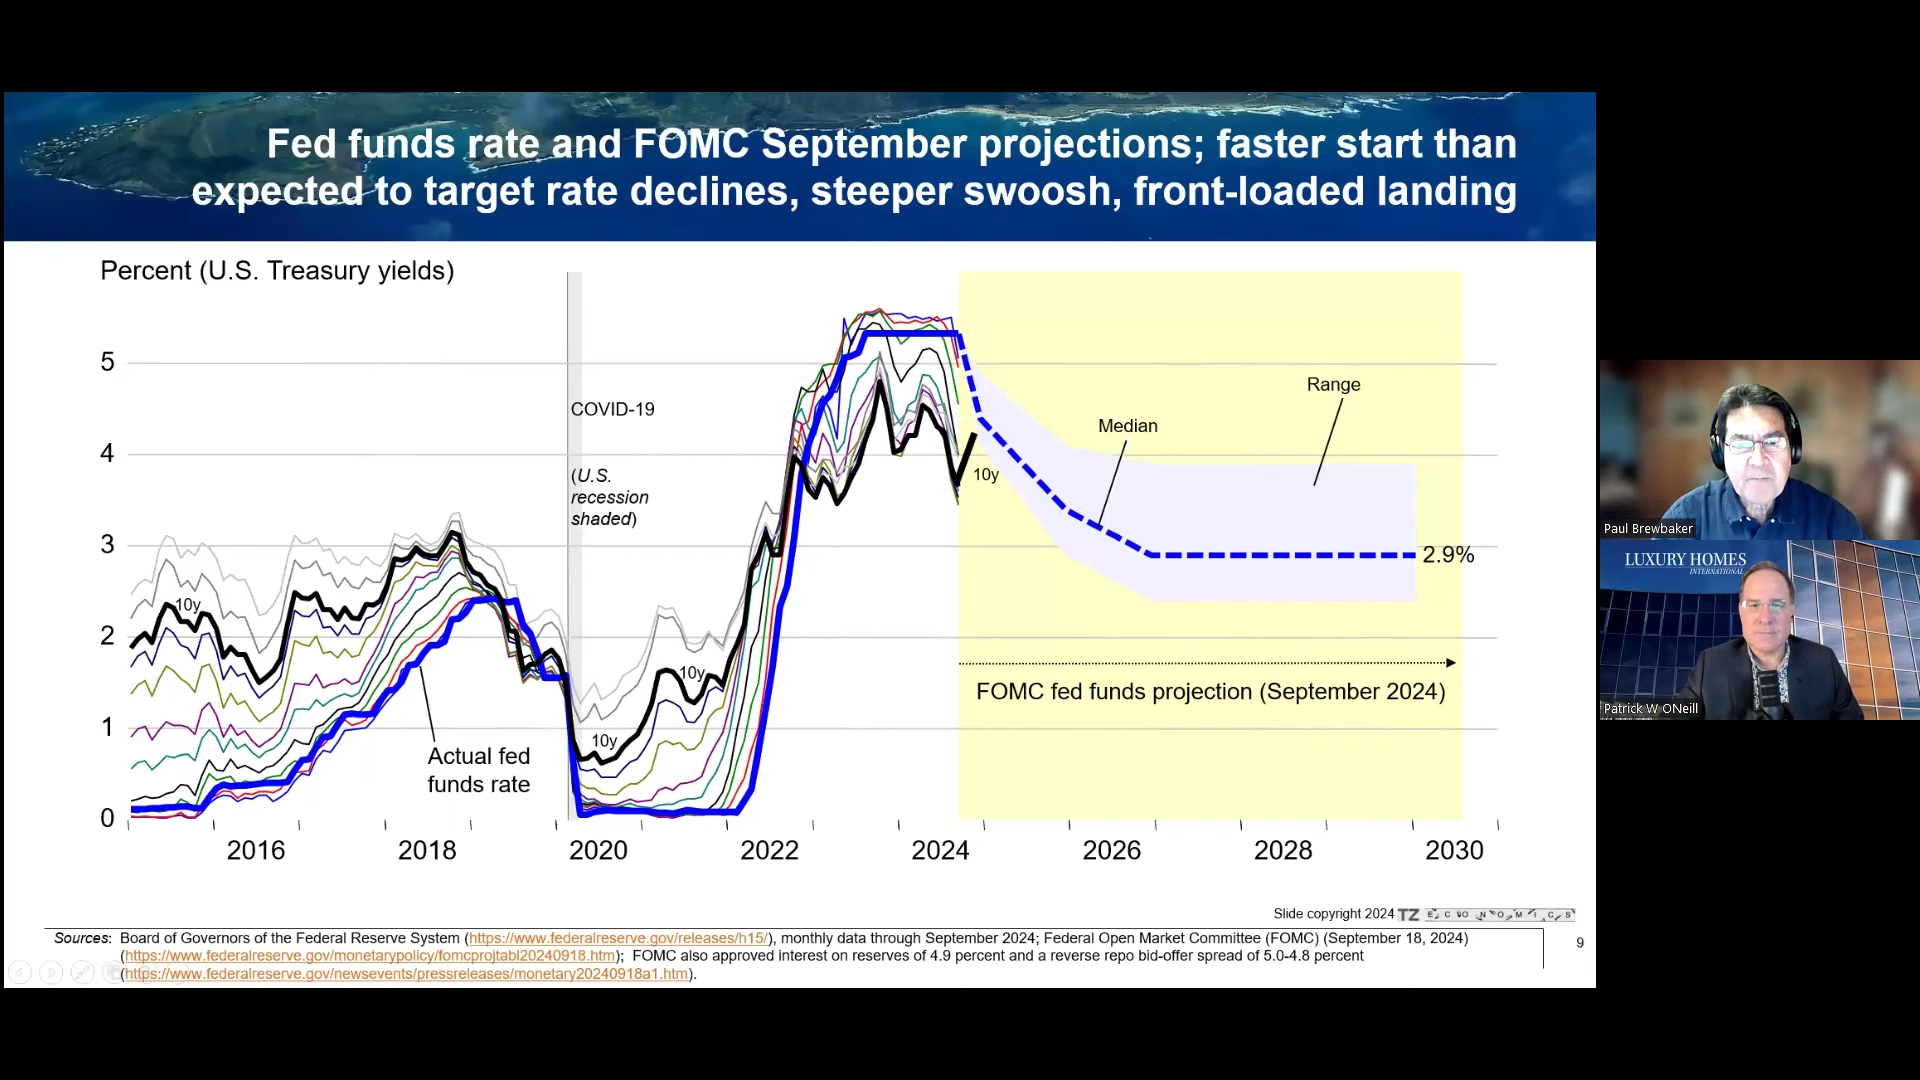 Fed funds rate and FOMC September projections; faster start than
expected to target rate declines, steeper swoosh, front-loaded landing
Percent (U.S. Treasury yields)
5
4
3
2
1
0
COVID-19
(U.S.
recession
shaded)
10y
10y
10y
10y
Actual fed
funds rate
Median
Range
2.9%
FOMC fed funds projection (September 2024)
2016
2018
2020
2022
2024
2026
2028
2030
Slide copyright 2024 TZ ECONOMICS
Sources: Board of Governors of the Federal Reserve System (https://www.federalreserve.gov/releases/h15/), monthly data through September 2024; Federal Open Market Committee (FOMC) (September 18, 2024)
(https://www.federalreserve.gov/monetarypolicy/fomcprojtabl20240918.htm); FOMC also approved interest on reserves of 4.9 percent and a reverse repo bid-offer spread of 5.0-4.8 percent
(https://www.federalreserve.gov/newsevents/pressreleases/monetary20240918a1.htm).
9
Paul Brewbaker
LUXURY HOMES
INTERNATIONAL
Patrick W ONeill